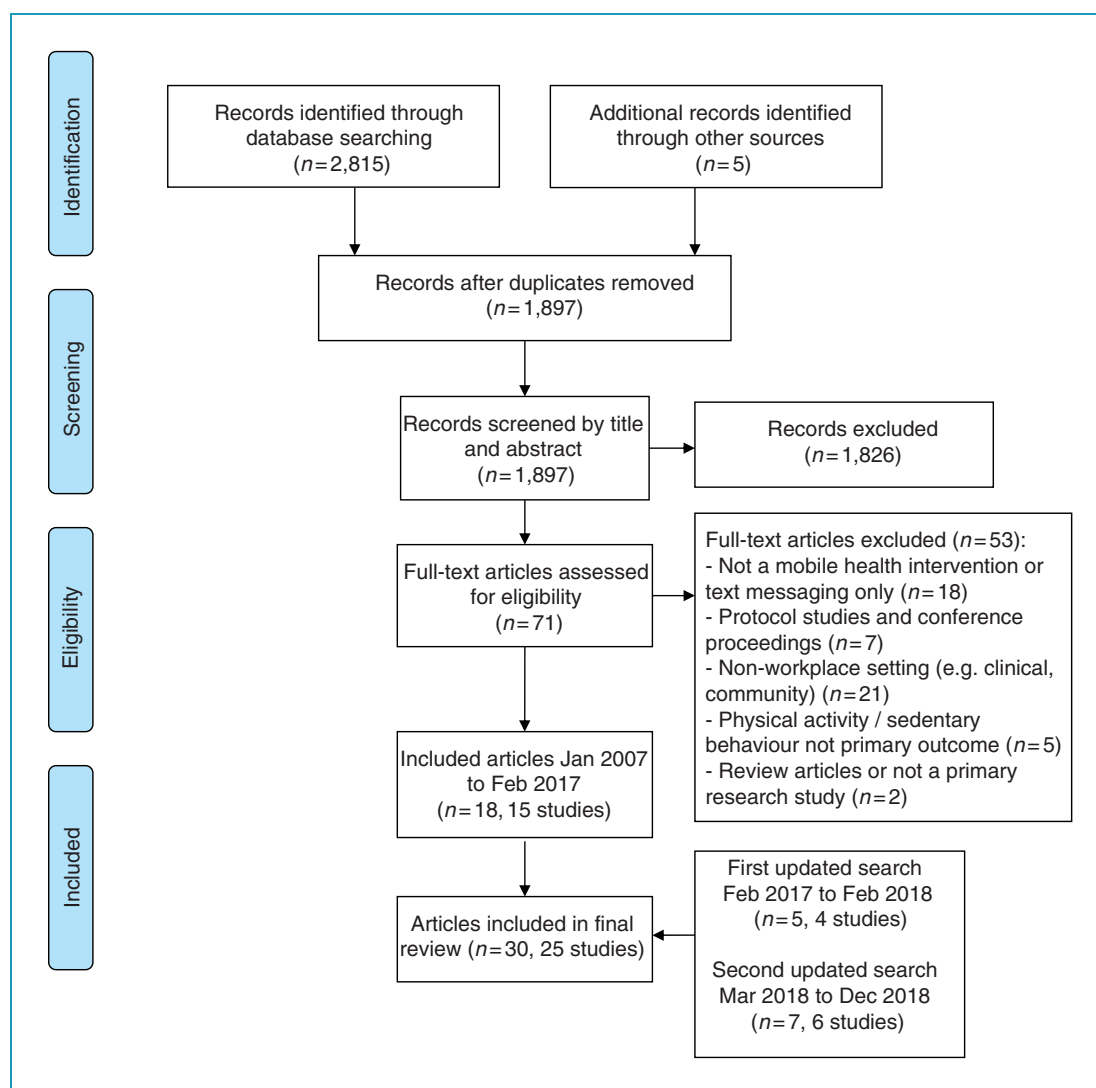 Identification
Records identified through
database searching
(n=2,815)
Additional records identified
through other sources
(n=5)
Records after duplicates removed
(n=1,897)
Screening
Records screened by title
and abstract
(n=1,897)
Records excluded
(n=1,826)
Eligibility
Full-text articles assessed
for eligibility
(n=71)
Full-text articles excluded (n=53):
- Not a mobile health intervention or
text messaging only (n=18)
- Protocol studies and conference
proceedings (n=7)
- Non-workplace setting (e.g. clinical,
community) (n=21)
- Physical activity / sedentary
behaviour not primary outcome (n=5)
- Review articles or not a primary
research study (n=2)
Included
Included articles Jan 2007
to Feb 2017
(n=18, 15 studies)
Articles included in final
review (n=30, 25 studies)
First updated search
Feb 2017 to Feb 2018
(n=5, 4 studies)
Second updated search
Mar 2018 to Dec 2018
(n=7, 6 studies)